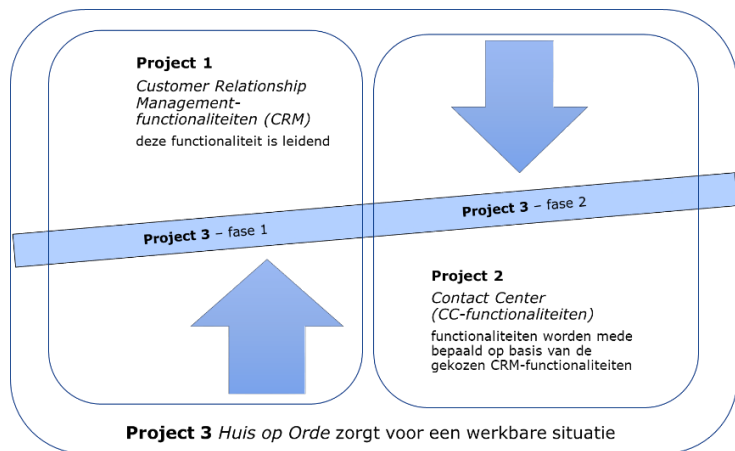 Project 1
Customer Relationship
Management-
functionaliteiten (CRM)
deze functionaliteit is leidend
Project 3 – fase 1
Project 3 – fase 2
Project 2
Contact Center
(CC-functionaliteiten)
functionaliteiten worden mede
bepaald op basis van de
gekozen CRM-functionaliteiten
Project 3 Huis op Orde zorgt voor een werkbare situatie